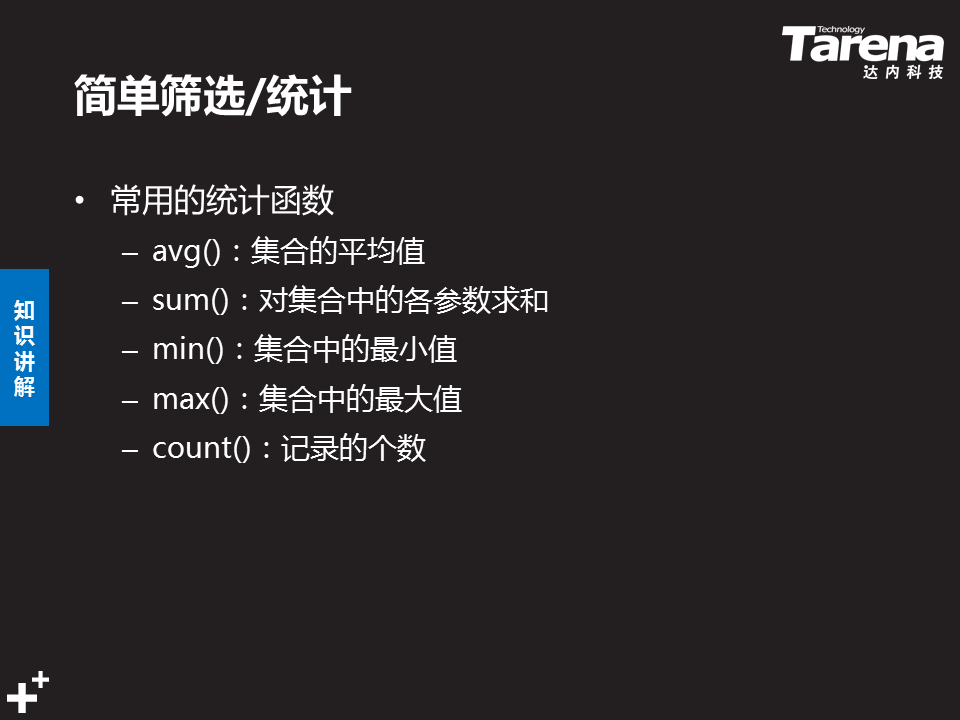 Technology
Tarena
达内科技
简单筛选/统计
• 常用的统计函数
– avg()：集合的平均值
– sum()：对集合中的各参数求和
– min()：集合中的最小值
– max()：集合中的最大值
– count()：记录的个数
知识讲解